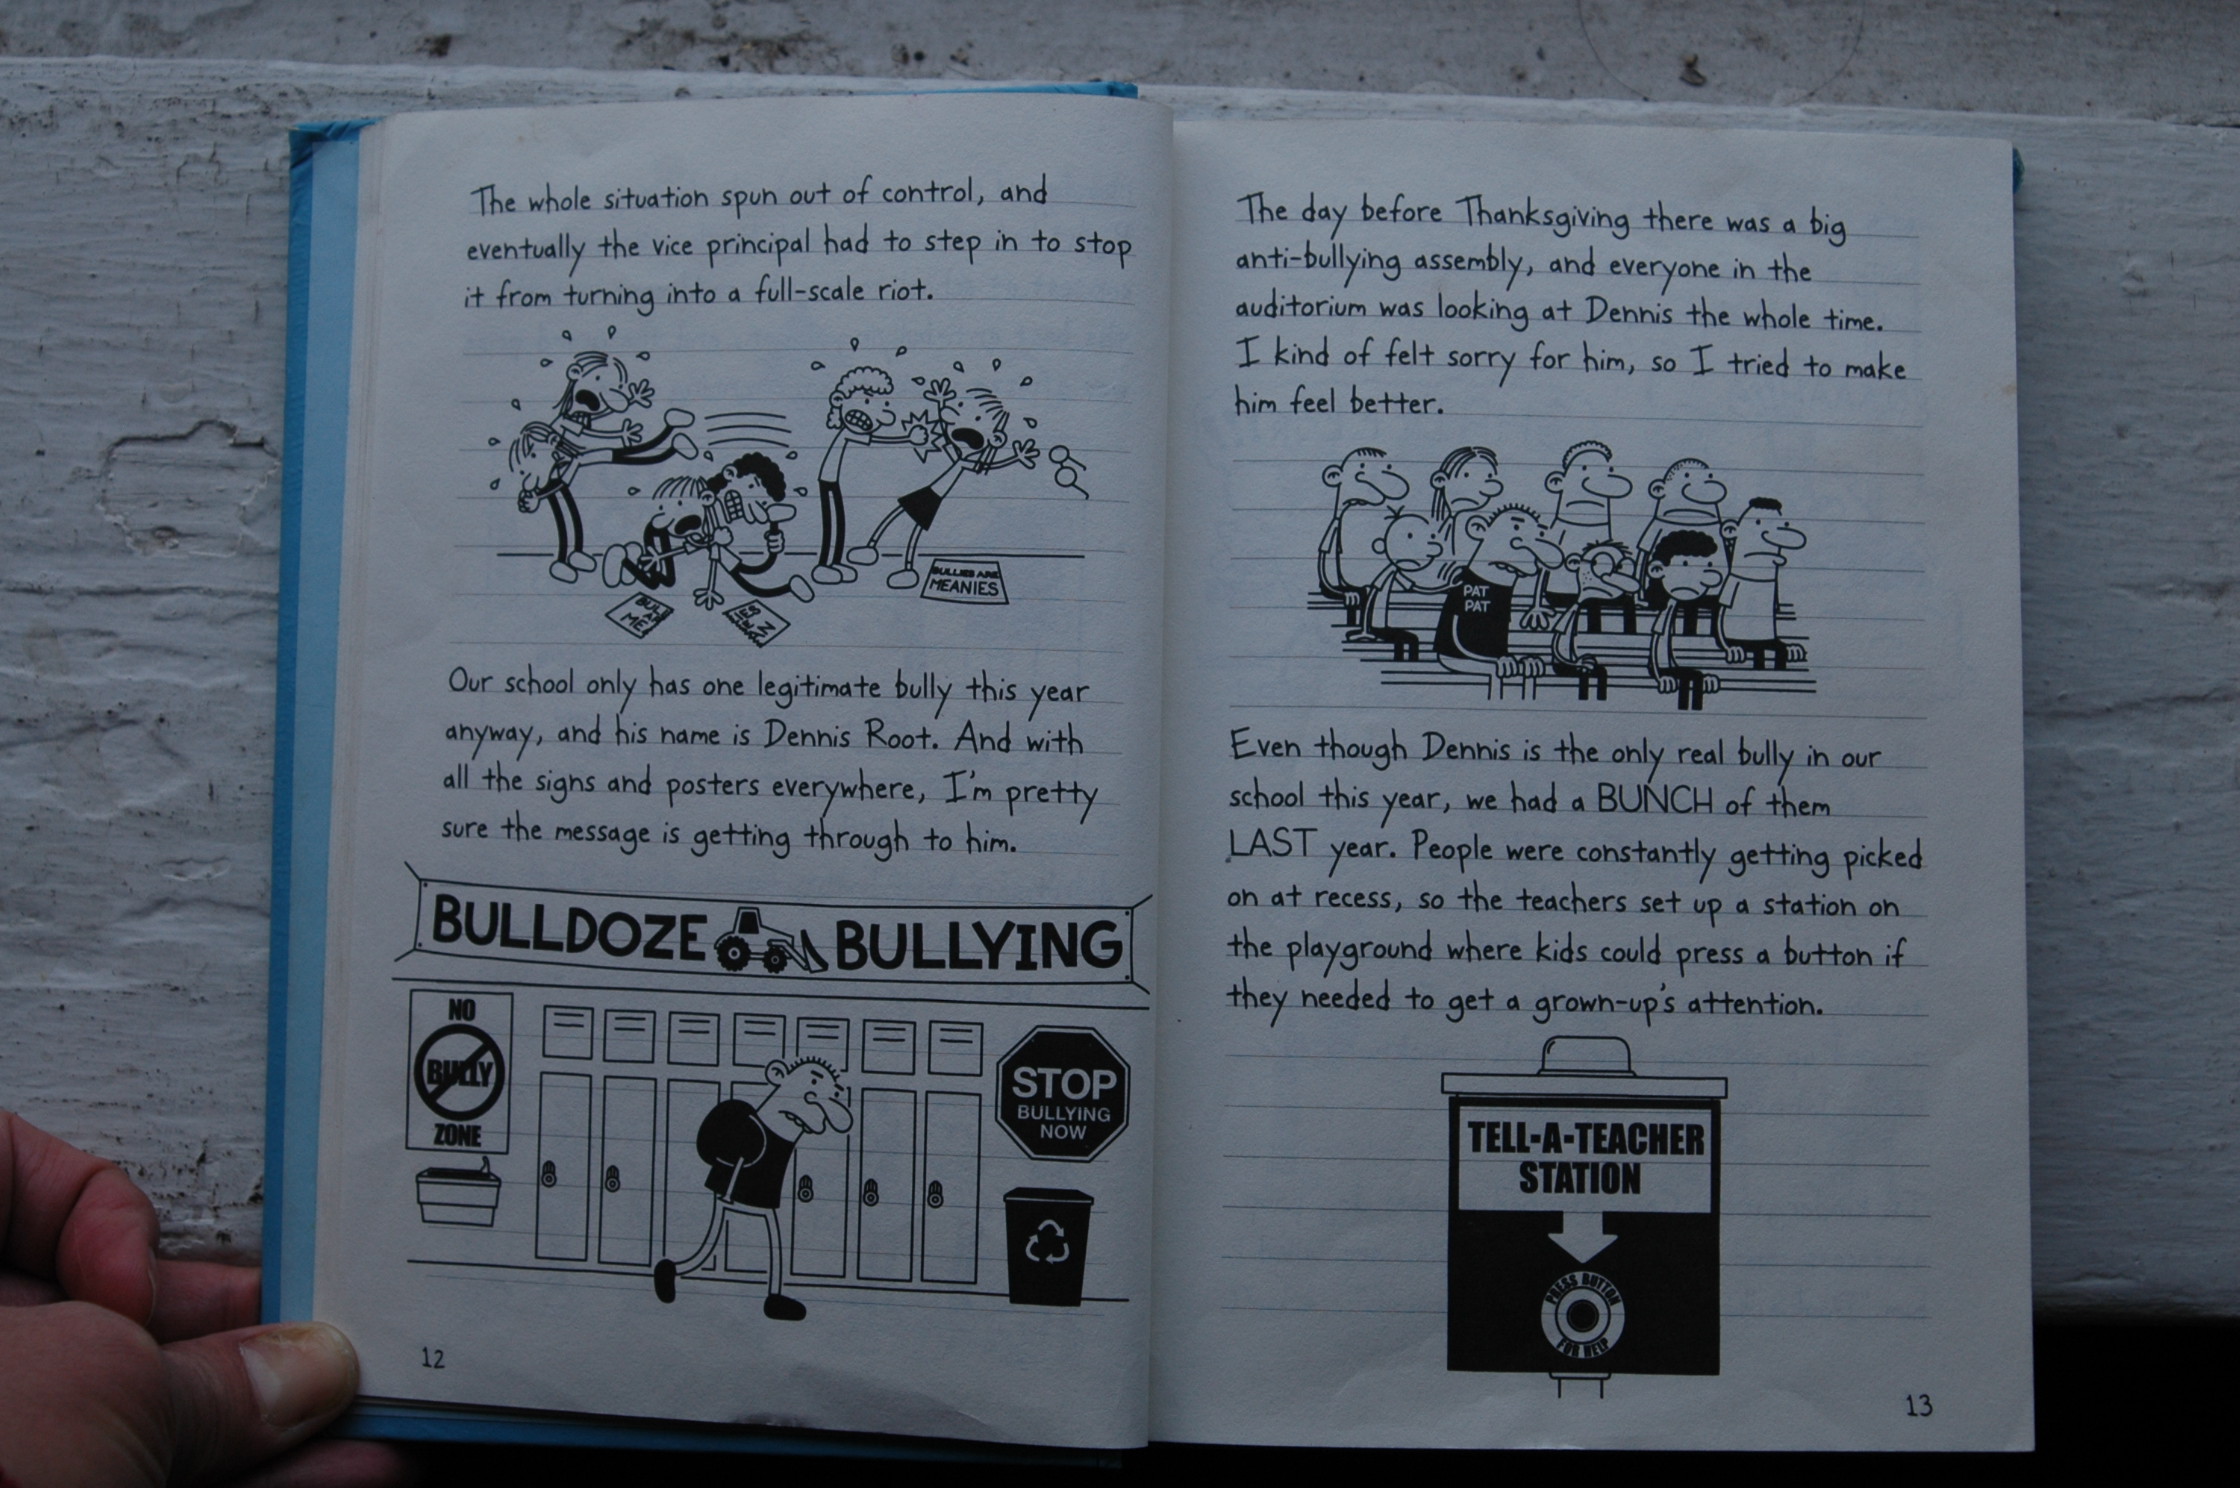 The whole situation spun out of control, and
eventually the vice principal had to step in to stop
it from turning into a full-scale riot.
BULLIES ARE
MEANIES
BUL
ME
Our school only has one legitimate bully this year
anyway, and his name is Dennis Root. And with
all the signs and posters everywhere, I'm pretty
sure the message is getting through to him.
BULLDOZE BULLYING
NO
BULLY
ZONE
STOP
BULLYING
NOW
12
The day before Thanksgiving there was a big
anti-bullying assembly, and everyone in the
auditorium was looking at Dennis the whole time.
I kind of felt sorry for him, so I tried to make
him feel better.
PAT
PAT
Even though Dennis is the only real bully in our
school this year, we had a BUNCH of them
LAST year. People were constantly getting picked
on at recess, so the teachers set up a station on
the playground where kids could press a button if
they needed to get a grown-up's attention.
TELL-A-TEACHER
STATION
PRESS BUTTON
FOR HELP
13